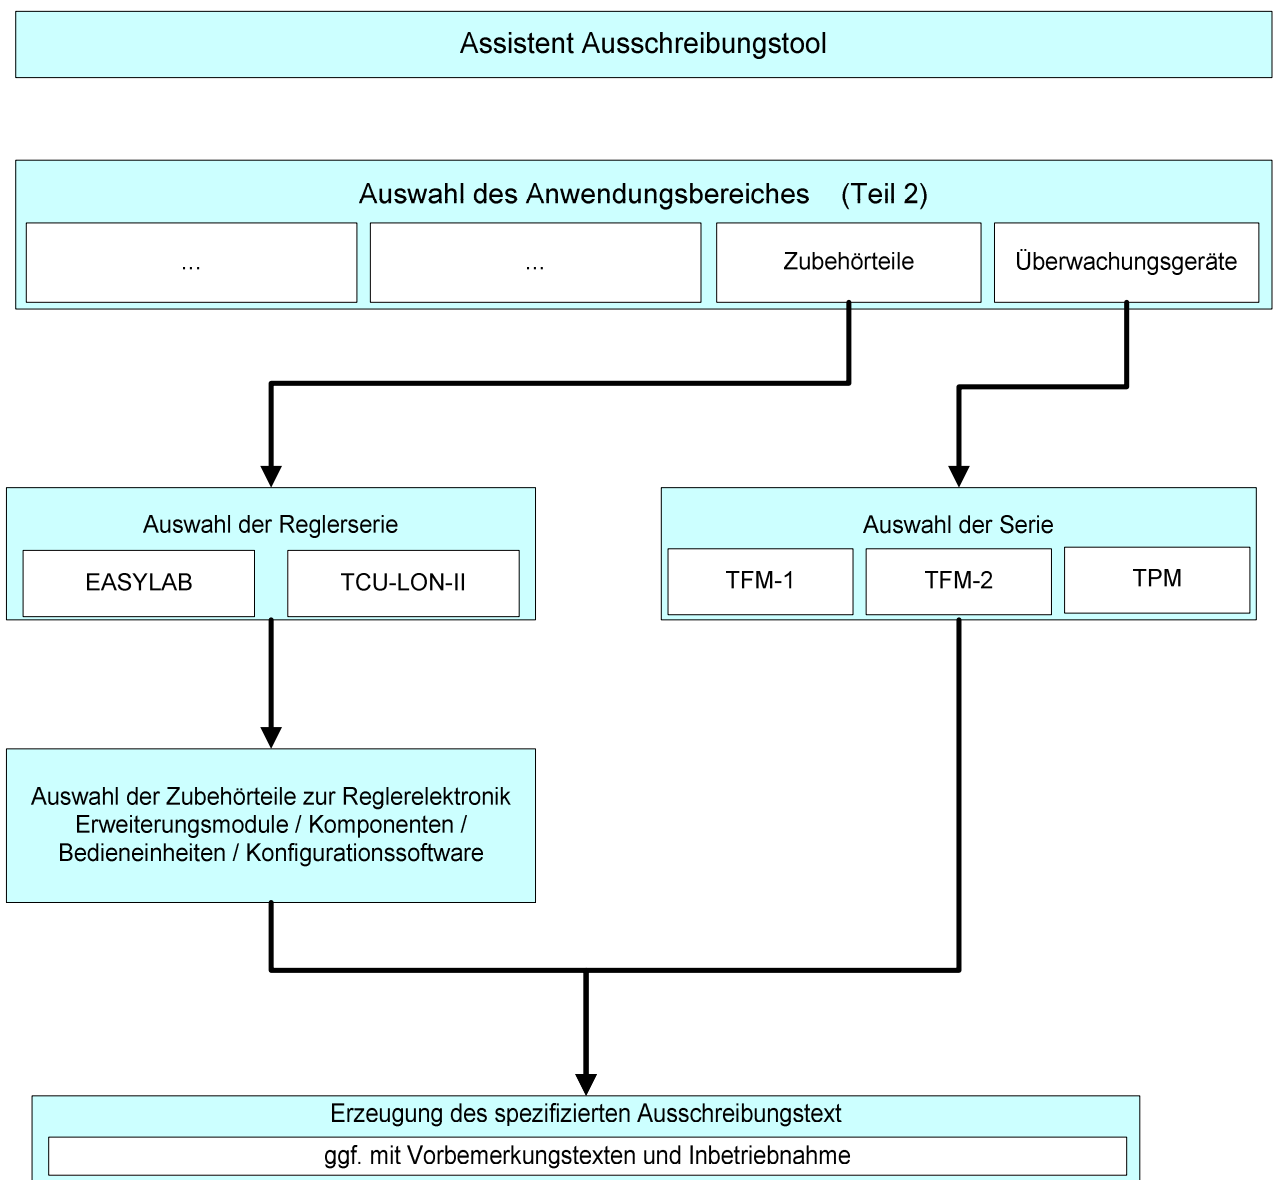 Assistent Ausschreibungstool
Auswahl des Anwendungsbereiches (Teil 2)
...
...
Zubehörteile
Überwachungsgeräte
Auswahl der Reglerserie
EASYLAB
TCU-LON-II
Auswahl der Serie
TFM-1
TFM-2
TPM
Auswahl der Zubehörteile zur Reglerelektronik
Erweiterungsmodule / Komponenten /
Bedieneinheiten / Konfigurationssoftware
Erzeugung des spezifizierten Ausschreibungstext
ggf. mit Vorbemerkungstexten und Inbetriebnahme